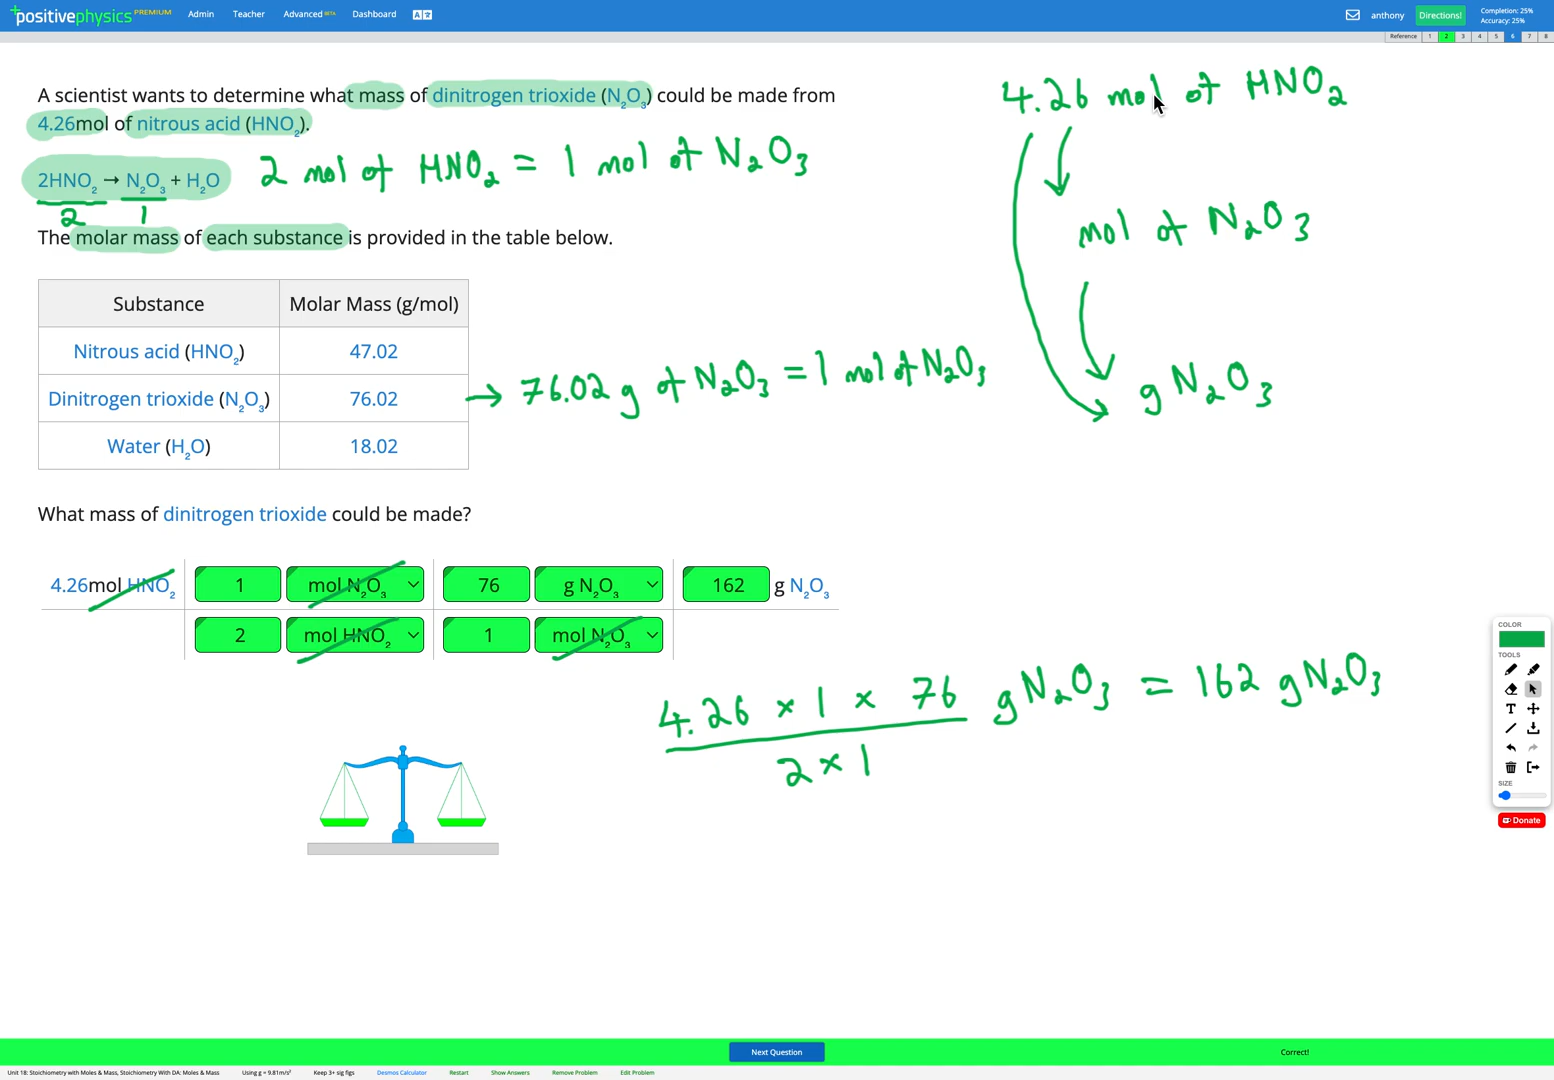 +positivephysics PREMIUM Admin Teacher Advanced BETA Dashboard A anthony Directions! Completion: 25%
Accuracy: 25%
Reference 1 2 3 4 5 6 7 8
A scientist wants to determine what mass of dinitrogen trioxide (N₂O₃) could be made from
4.26mol of nitrous acid (HNO₂).
4.26 mol of HNO₂
2HNO₂ → N₂O₃ + H₂O
2 mol of HNO₂ = 1 mol of N₂O₃
2 1
mol of N₂O₃
g N₂O₃
The molar mass of each substance is provided in the table below.
Substance Molar Mass (g/mol)
Nitrous acid (HNO₂) 47.02
Dinitrogen trioxide (N₂O₃) 76.02
→ 76.02 g of N₂O₃ = 1 mol of N₂O₃
Water (H₂O) 18.02
What mass of dinitrogen trioxide could be made?
4.26mol HNO₂ 1 mol N₂O₃ 76 g N₂O₃ 162 g N₂O₃
2 mol HNO₂ 1 mol N₂O₃
4.26 × 1 × 76 g N₂O₃ = 162 g N₂O₃
2 × 1
COLOR
TOOLS
T
SIZE
Donate
Next Question Correct!
Unit 18: Stoichiometry with Moles & Mass, Stoichiometry With DA: Moles & Mass Using g = 9.81m/s² Keep 3+ sig figs Desmos Calculator Restart Show Answers Remove Problem Edit Problem